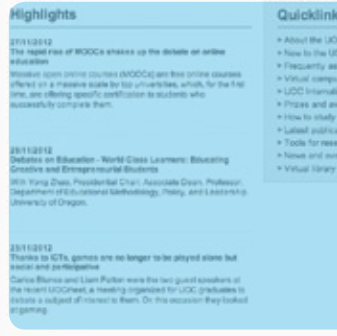 Highlights
27/11/2012
The rapid rise of MOOCs shakes up the debate on online
education
Massive open online courses (MOOCs) are free online courses
offered on a massive scale by top universities, which, for the first
time, are offering specific certification to students who
successfully complete them.
26/11/2012
Debates on Education - World Class Learners: Educating
Creative and Entrepreneurial Students
With Yong Zhao, Presidential Chair, Associate Dean, Professor,
Department of Educational Methodology, Policy, and Leadership
University of Oregon.
23/11/2012
Thanks to ICTs, games are no longer to be played alone but
social and participative
Carlos Blanco and Liam Patton were the two guest speakers at
the recent UOCmeet, a meeting organized for UOC graduates to
debate a subject of interest to them. On this occasion they looked
at gaming.
Quicklink
About the UO
New to the U
Frequently as
Virtual campu
UOC Internati
Prizes and aw
How to study
Latest publica
Tools for rese
News and eve
Virtual library